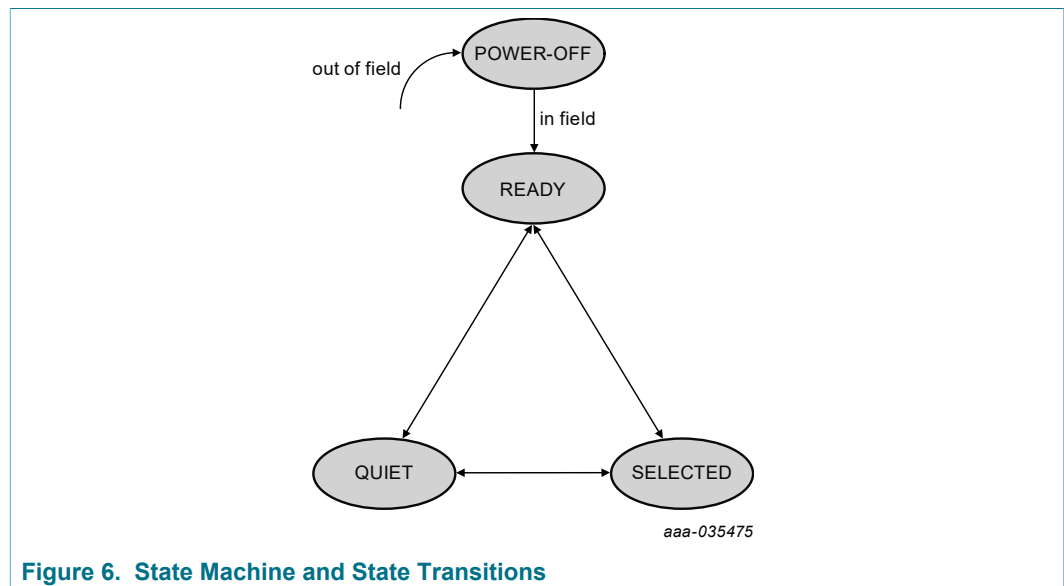 POWER-OFF
out of field
in field
READY
QUIET
SELECTED
aaa-035475
Figure 6. State Machine and State Transitions